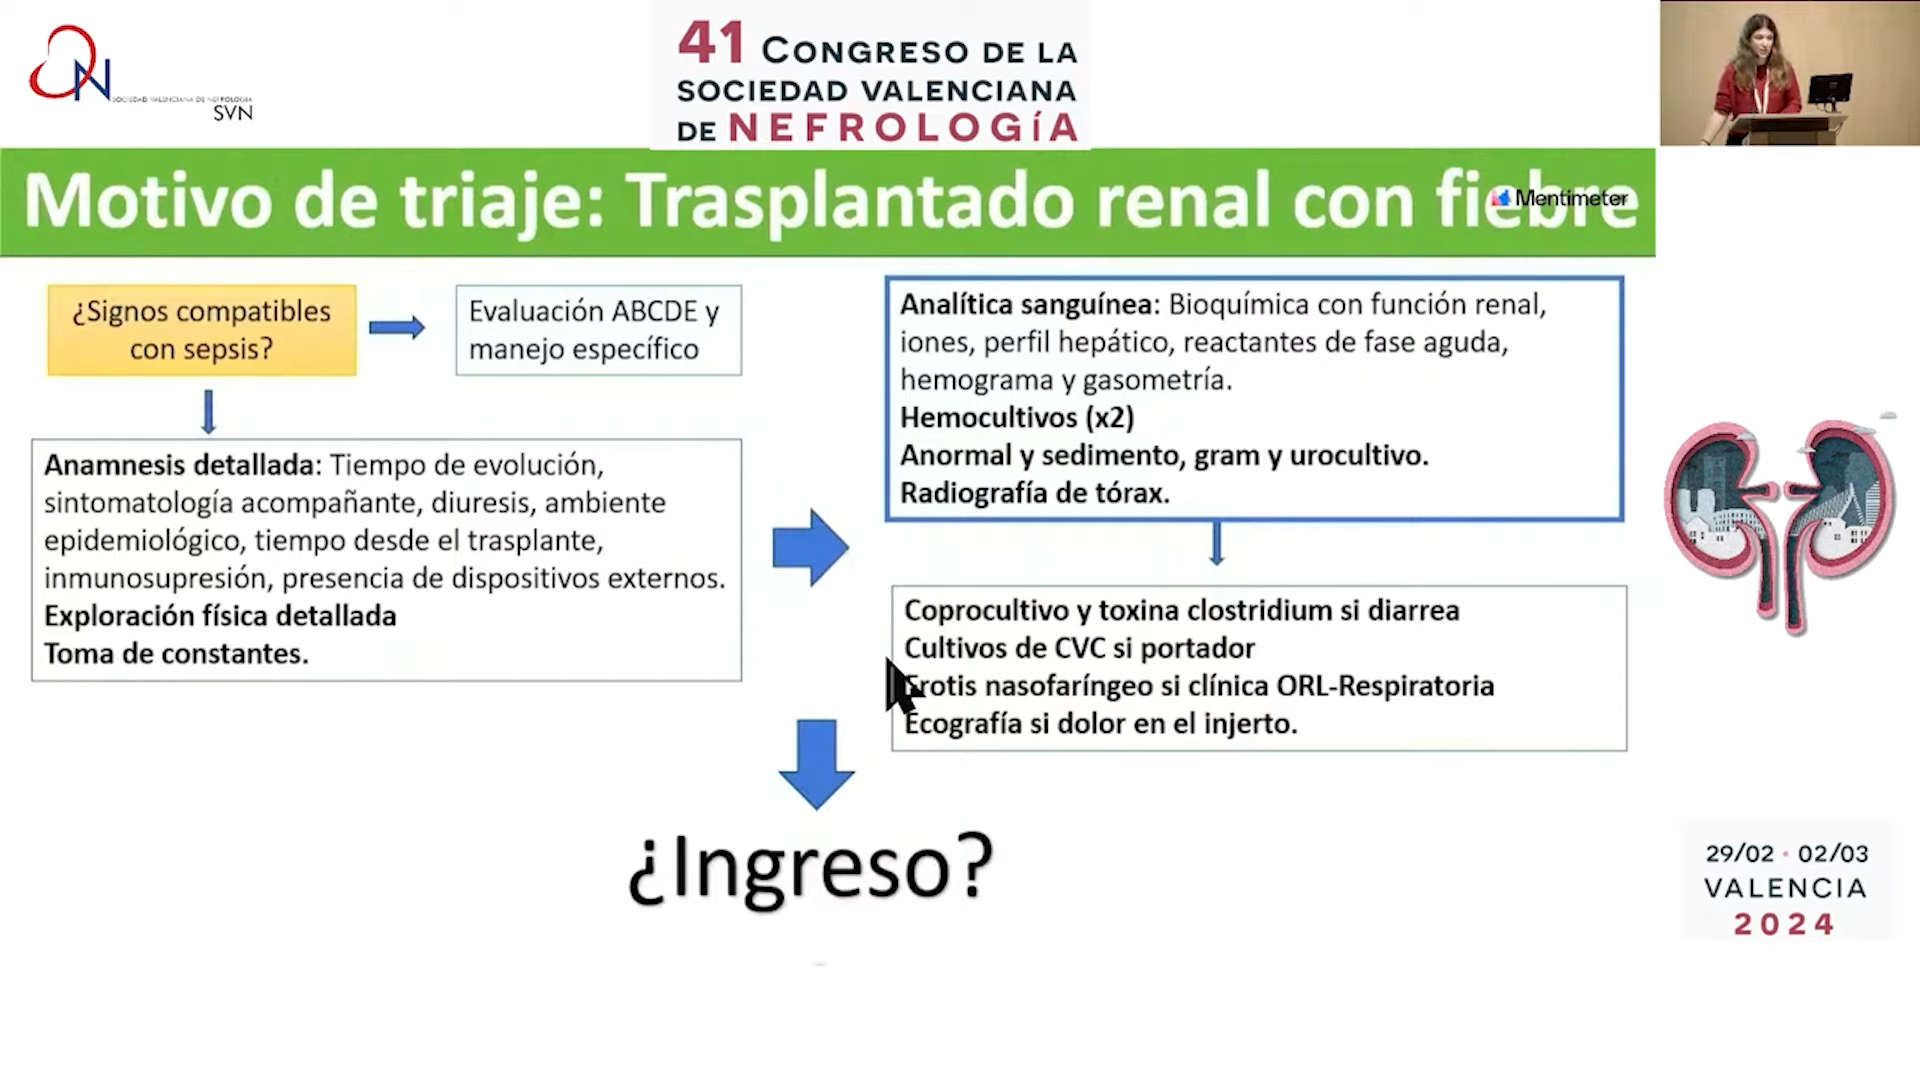 SOCIEDAD VALENCIANA DE NEFROLOGÍA
SVN
41 CONGRESO DE LA
SOCIEDAD VALENCIANA
DE NEFROLOGíA
Motivo de triaje: Trasplantado renal con fiebre
Mentimeter
¿Signos compatibles
con sepsis?
Evaluación ABCDE y
manejo específico
Anamnesis detallada: Tiempo de evolución,
sintomatología acompañante, diuresis, ambiente
epidemiológico, tiempo desde el trasplante,
inmunosupresión, presencia de dispositivos externos.
Exploración física detallada
Toma de constantes.
Analítica sanguínea: Bioquímica con función renal,
iones, perfil hepático, reactantes de fase aguda,
hemograma y gasometría.
Hemocultivos (x2)
Anormal y sedimento, gram y urocultivo.
Radiografía de tórax.
Coprocultivo y toxina clostridium si diarrea
Cultivos de CVC si portador
Frotis nasofaríngeo si clínica ORL-Respiratoria
Ecografía si dolor en el injerto.
¿Ingreso?
29/02 · 02/03
VALENCIA
2024